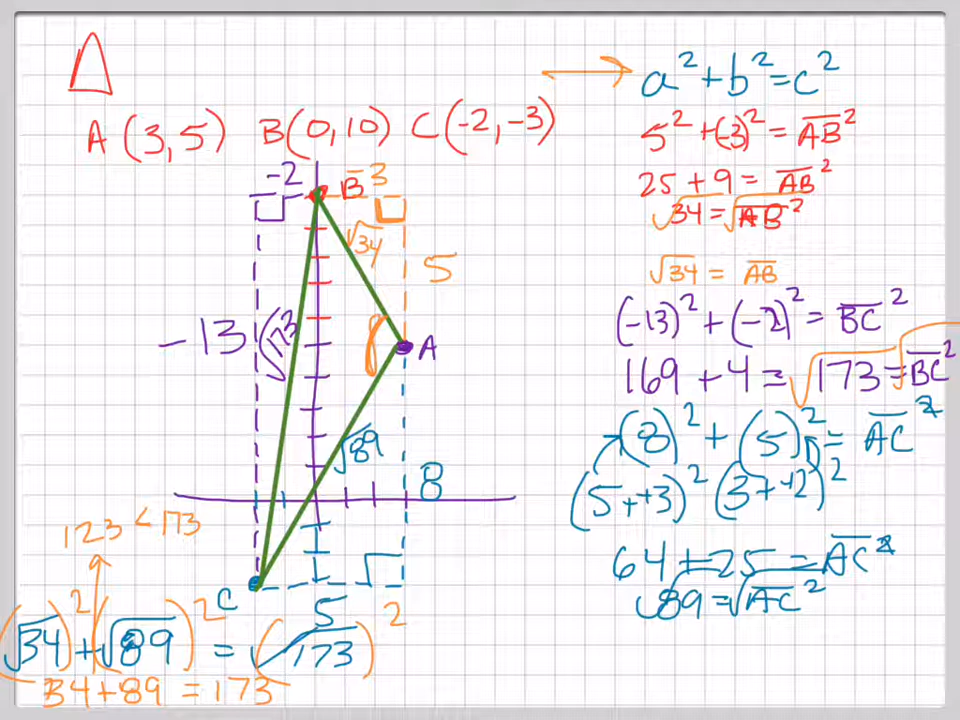 A (3,5) B(0,10) C(-2,-3)
a² + b² = c²
5² + (-3)² = AB²
25 + 9 = AB²
√34 = √AB²
√34 = AB
(-13)² + (-2)² = BC²
169 + 4 = √173 = √BC²
(8)² + (5)² = AC²
(5 + +3)² (3 + +2)²
64 + 25 = AC²
√89 = √AC²
-2
B
-3
√34
5
-13
√173
A
√89
8
C
5
2
123 < 173
(√34)² + (√89)² = (√173)²
34 + 89 = 173